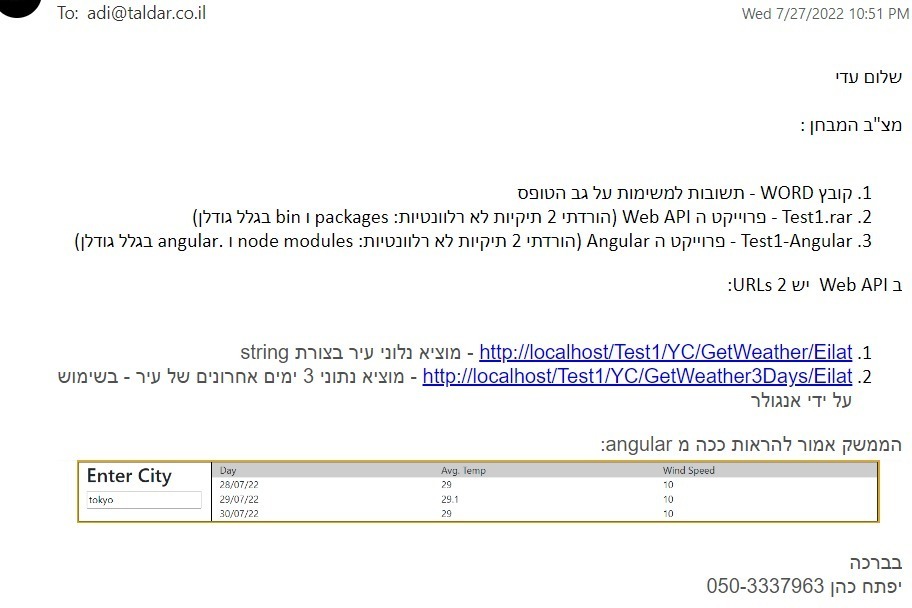 To: adi@taldar.co.il
Wed 7/27/2022 10:51 PM
שלום עדי
מצ"ב המבחן :
1. קובץ WORD - תשובות למשימות על גב הטופס
2. Test1.rar - פרוייקט ה Web API (הורדתי 2 תיקיות לא רלוונטיות: packages ו bin בגלל גודלן)
3. Test1-Angular - פרוייקט ה Angular (הורדתי 2 תיקיות לא רלוונטיות: node modules ו .angular בגלל גודלן)
ב Web API יש 2 URLs:
1. http://localhost/Test1/YC/GetWeather/Eilat - מוציא נלוני עיר בצורת string
2. http://localhost/Test1/YC/GetWeather3Days/Eilat - מוציא נתוני 3 ימים אחרונים של עיר - בשימוש
על ידי אנגולר
הממשק אמור להראות ככה מ angular:
Enter City
tokyo
Day Avg. Temp Wind Speed
28/07/22 29 10
29/07/22 29.1 10
30/07/22 29 10
בברכה
יפתח כהן 050-3337963